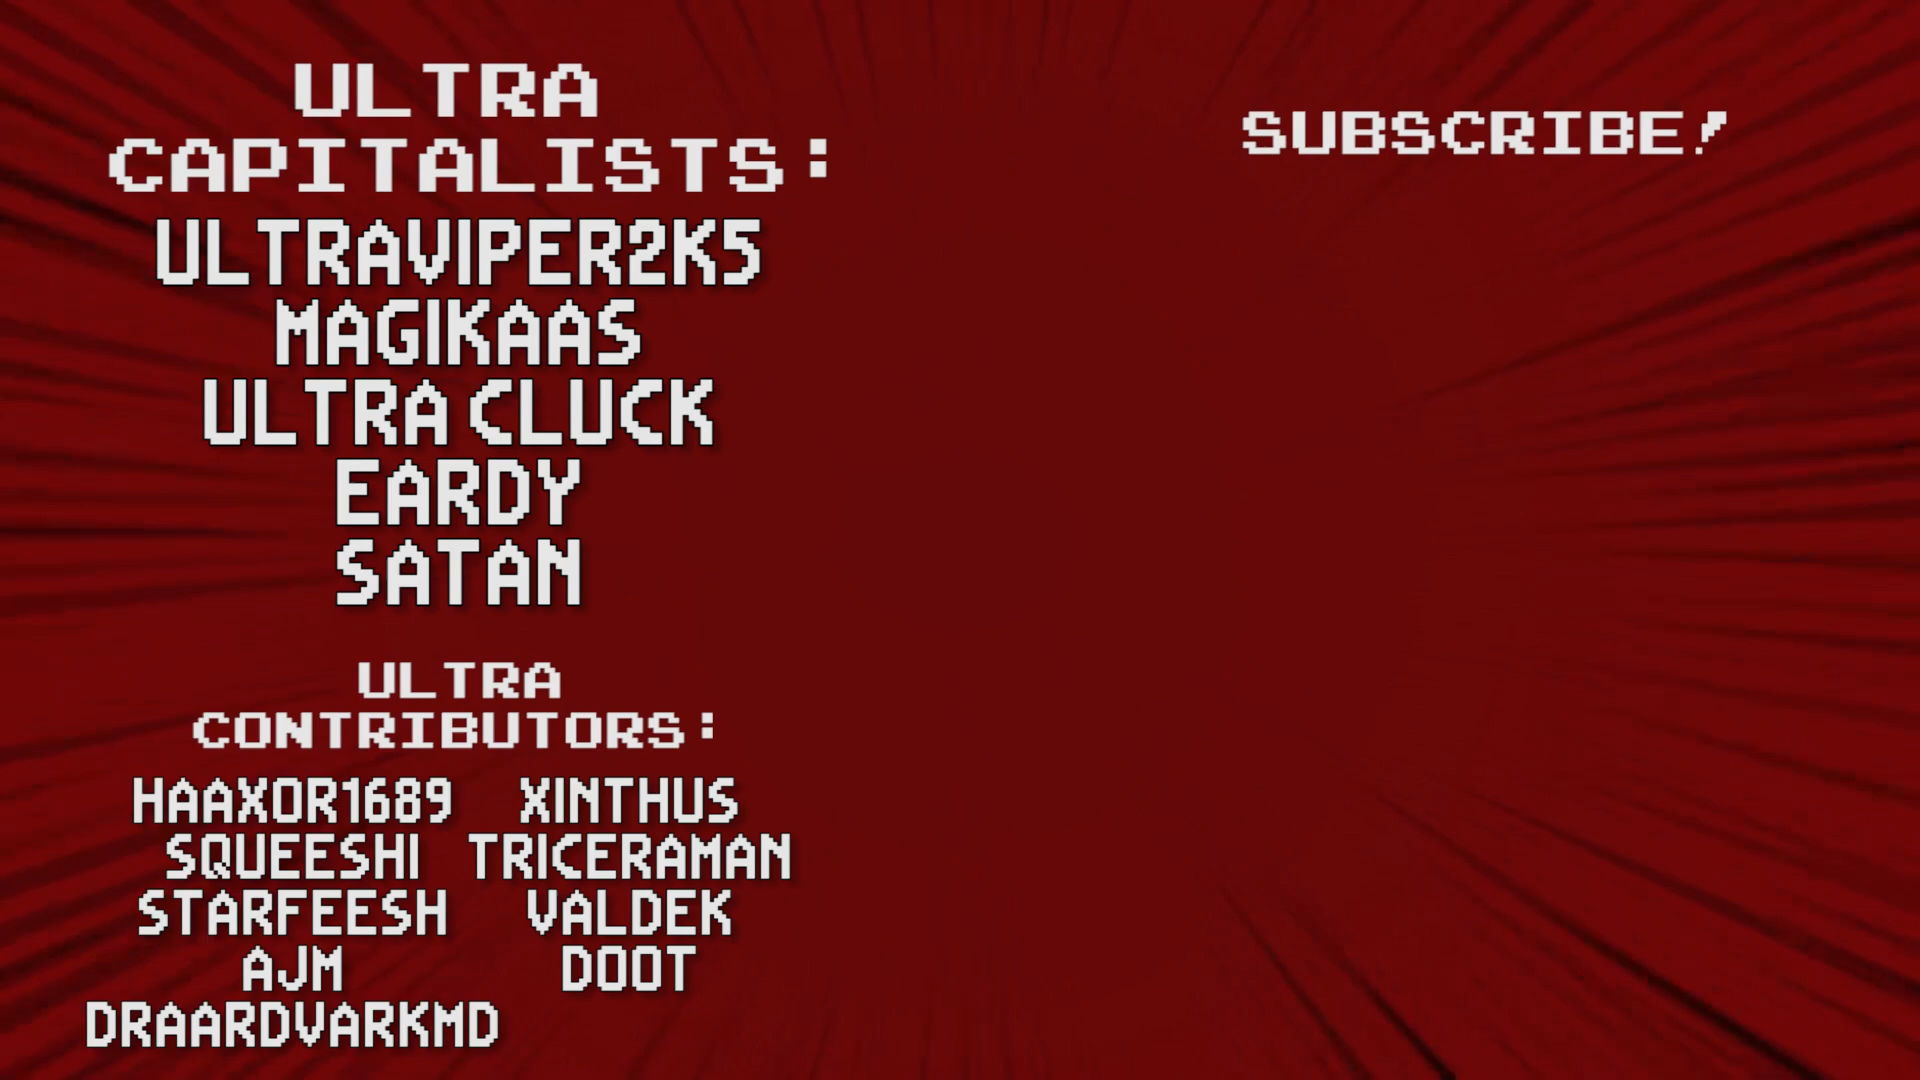 ULTRA
CAPITALISTS:
ULTRAVIPER2K5
MAGIKAAS
ULTRA CLUCK
EARDY
SATAN
ULTRA
CONTRIBUTORS:
HAAXOR1689
SQUEESHI
STARFEESH
AJM
DRAARDVARKMD
XINTHUS
TRICERAMAN
VALDEK
DOOT
SUBSCRIBE!